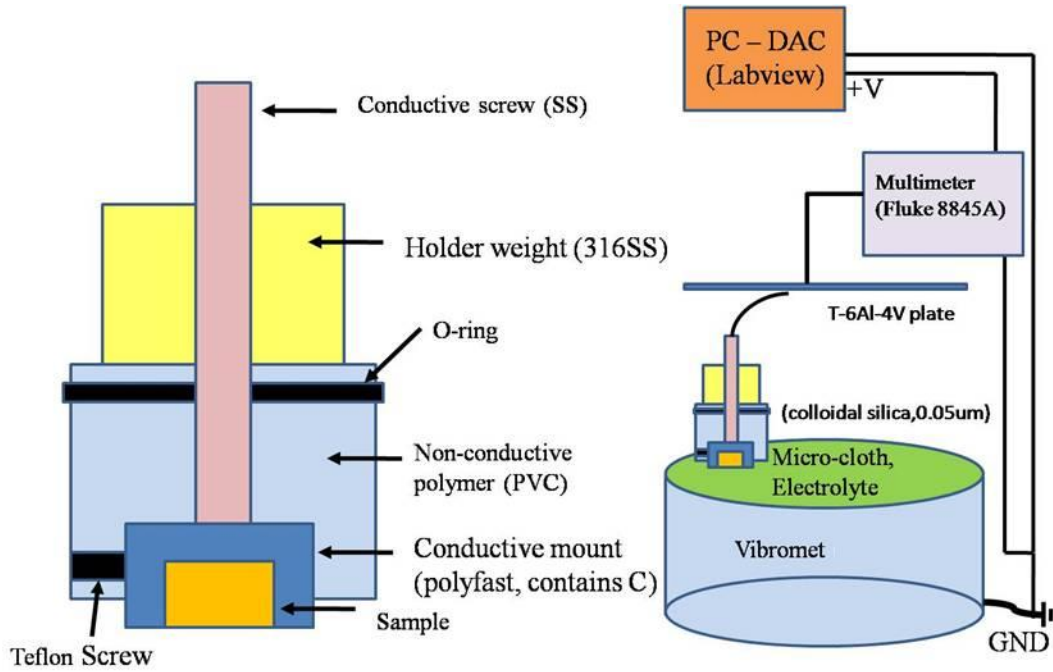 Conductive screw (SS)
Holder weight (316SS)
O-ring
Non-conductive
polymer (PVC)
Conductive mount
(polyfast, contains C)
Sample
Teflon Screw
PC – DAC
(Labview)
+V
Multimeter
(Fluke 8845A)
T-6Al-4V plate
(colloidal silica,0.05um)
Micro-cloth,
Electrolyte
Vibromet
GND